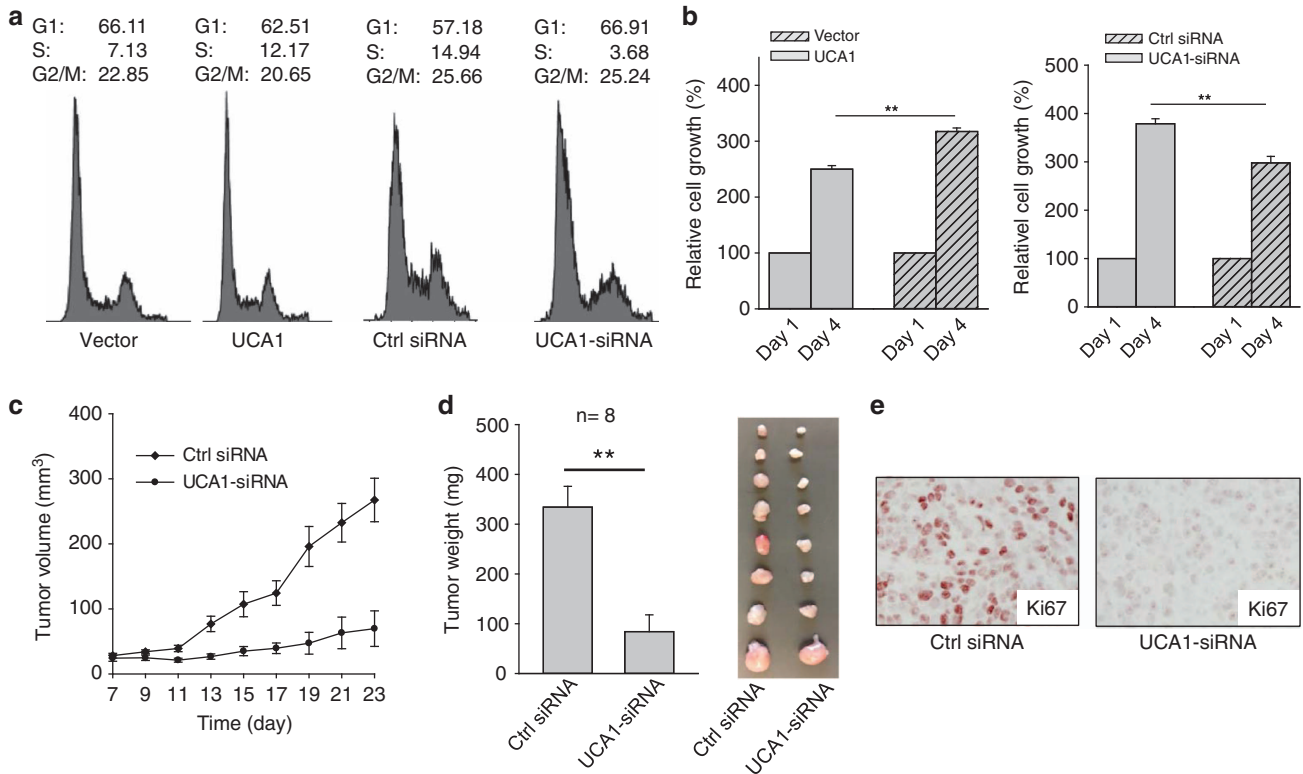 a
G1: 66.11
S: 7.13
G2/M: 22.85
G1: 62.51
S: 12.17
G2/M: 20.65
G1: 57.18
S: 14.94
G2/M: 25.66
G1: 66.91
S: 3.68
G2/M: 25.24
Vector
UCA1
Ctrl siRNA
UCA1-siRNA
b
Vector
UCA1
Relative cell growth (%)
400
300
200
100
0
**
Day 1
Day 4
Day 1
Day 4
Ctrl siRNA
UCA1-siRNA
Relativel cell growth (%)
500
400
300
200
100
0
**
Day 1
Day 4
Day 1
Day 4
c
Tumor volume (mm³)
400
300
200
100
0
Ctrl siRNA
UCA1-siRNA
7 9 11 13 15 17 19 21 23
Time (day)
d
n= 8
Tumor weight (mg)
500
400
300
200
100
0
**
Ctrl siRNA
UCA1-siRNA
Ctrl siRNA
UCA1-siRNA
e
Ki67
Ctrl siRNA
Ki67
UCA1-siRNA